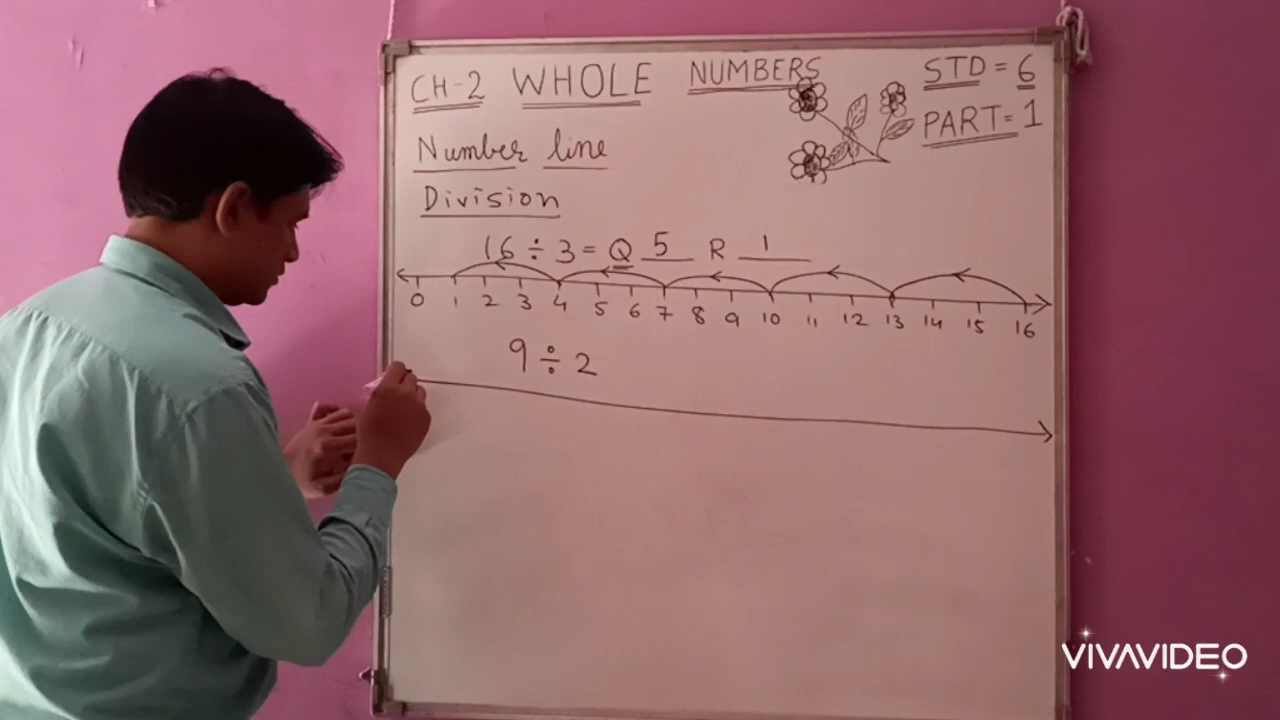 CH-2 WHOLE NUMBERS STD = 6
PART = 1
Number line
Division
16 ÷ 3 = Q 5 R 1
0 1 2 3 4 5 6 7 8 9 10 11 12 13 14 15 16
9 ÷ 2
VIVAVIDEO